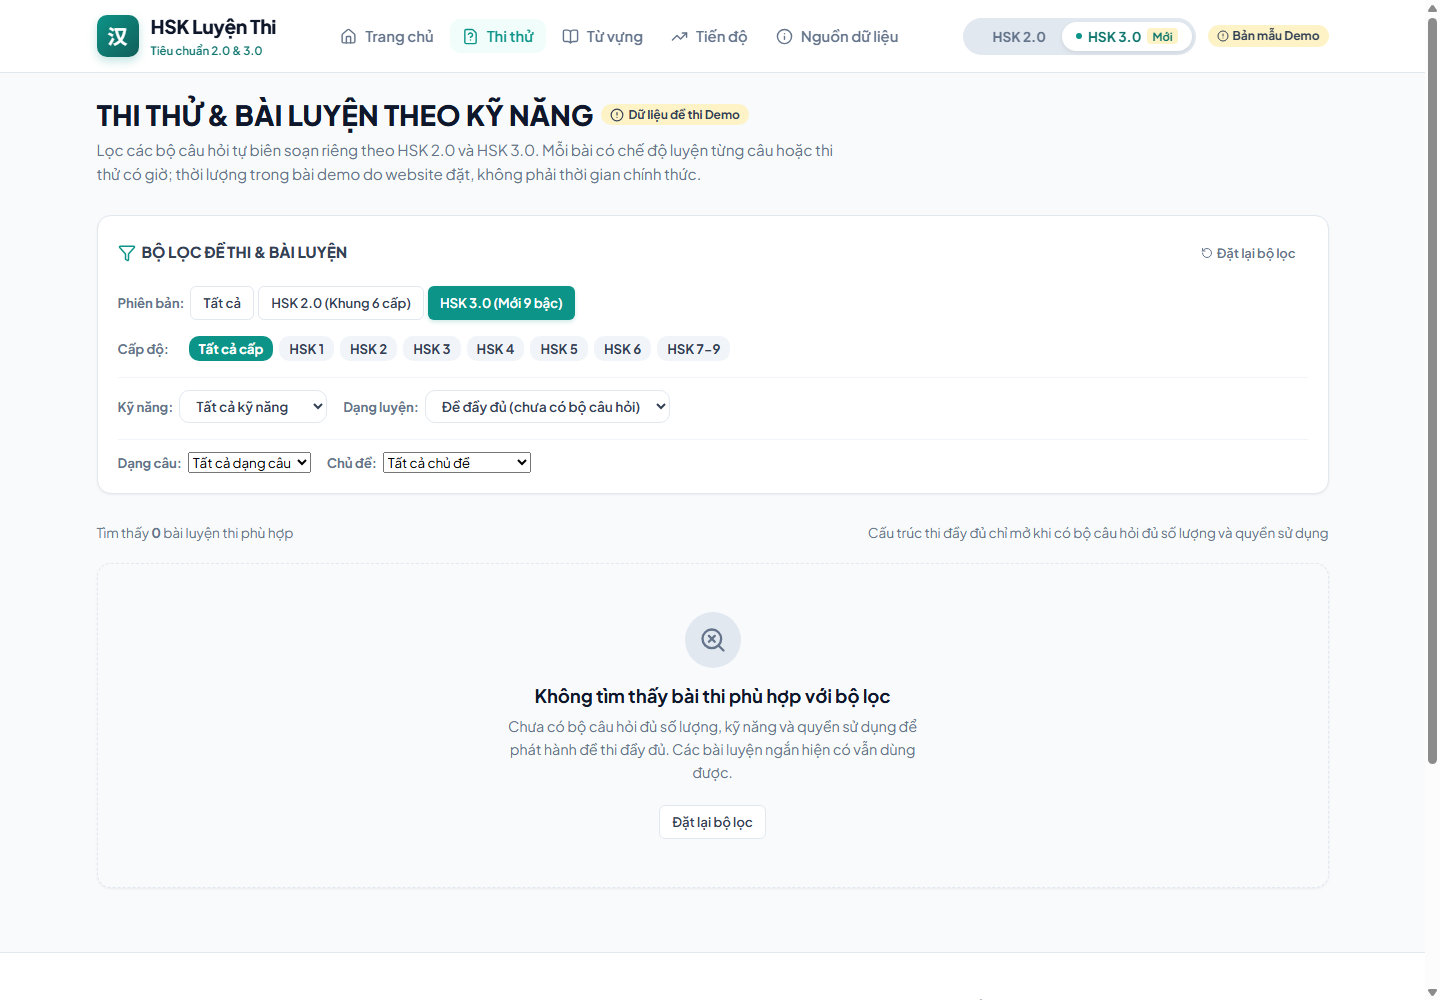 汉
HSK Luyện Thi
Tiêu chuẩn 2.0 & 3.0
Trang chủ
Thi thử
Từ vựng
Tiến độ
Nguồn dữ liệu
HSK 2.0
HSK 3.0 Mới
Bản mẫu Demo
THI THỬ & BÀI LUYỆN THEO KỸ NĂNG
Dữ liệu đề thi Demo
Lọc các bộ câu hỏi tự biên soạn riêng theo HSK 2.0 và HSK 3.0. Mỗi bài có chế độ luyện từng câu hoặc thi
thử có giờ; thời lượng trong bài demo do website đặt, không phải thời gian chính thức.
BỘ LỌC ĐỀ THI & BÀI LUYỆN
Đặt lại bộ lọc
Phiên bản: Tất cả HSK 2.0 (Khung 6 cấp) HSK 3.0 (Mới 9 bậc)
Cấp độ: Tất cả cấp HSK 1 HSK 2 HSK 3 HSK 4 HSK 5 HSK 6 HSK 7–9
Kỹ năng: Tất cả kỹ năng Dạng luyện: Đề đầy đủ (chưa có bộ câu hỏi)
Dạng câu: Tất cả dạng câu Chủ đề: Tất cả chủ đề
Tìm thấy 0 bài luyện thi phù hợp
Cấu trúc thi đầy đủ chỉ mở khi có bộ câu hỏi đủ số lượng và quyền sử dụng
Không tìm thấy bài thi phù hợp với bộ lọc
Chưa có bộ câu hỏi đủ số lượng, kỹ năng và quyền sử dụng để
phát hành đề thi đầy đủ. Các bài luyện ngắn hiện có vẫn dùng
được.
Đặt lại bộ lọc